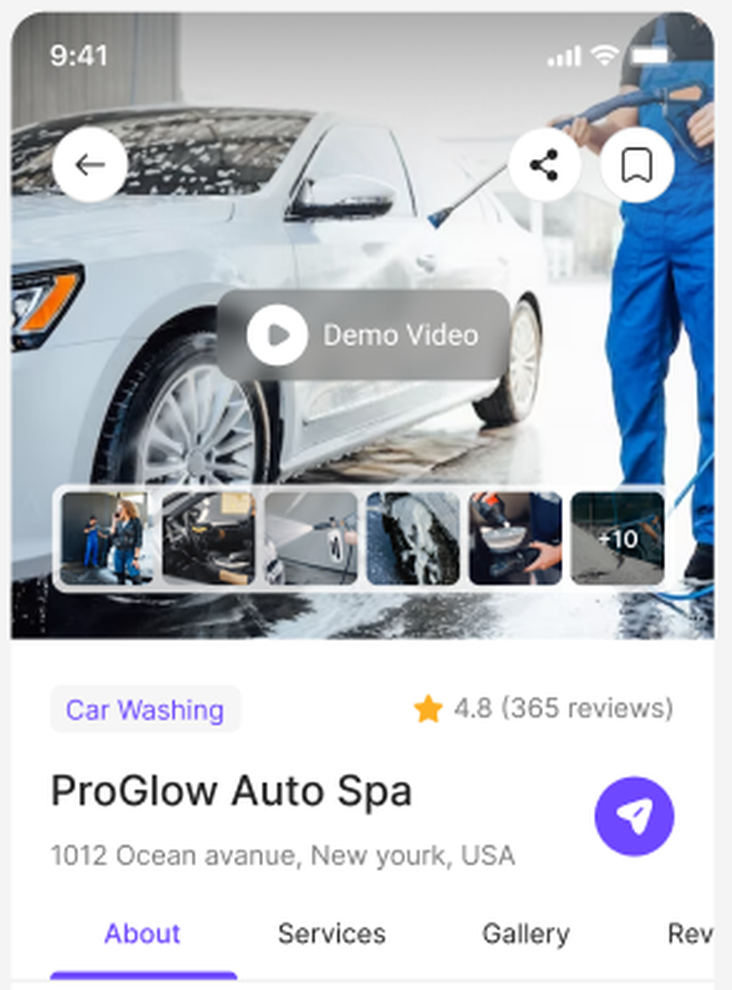 9:41
Demo Video
+10
Car Washing
4.8 (365 reviews)
ProGlow Auto Spa
1012 Ocean avanue, New yourk, USA
About Services Gallery Rev